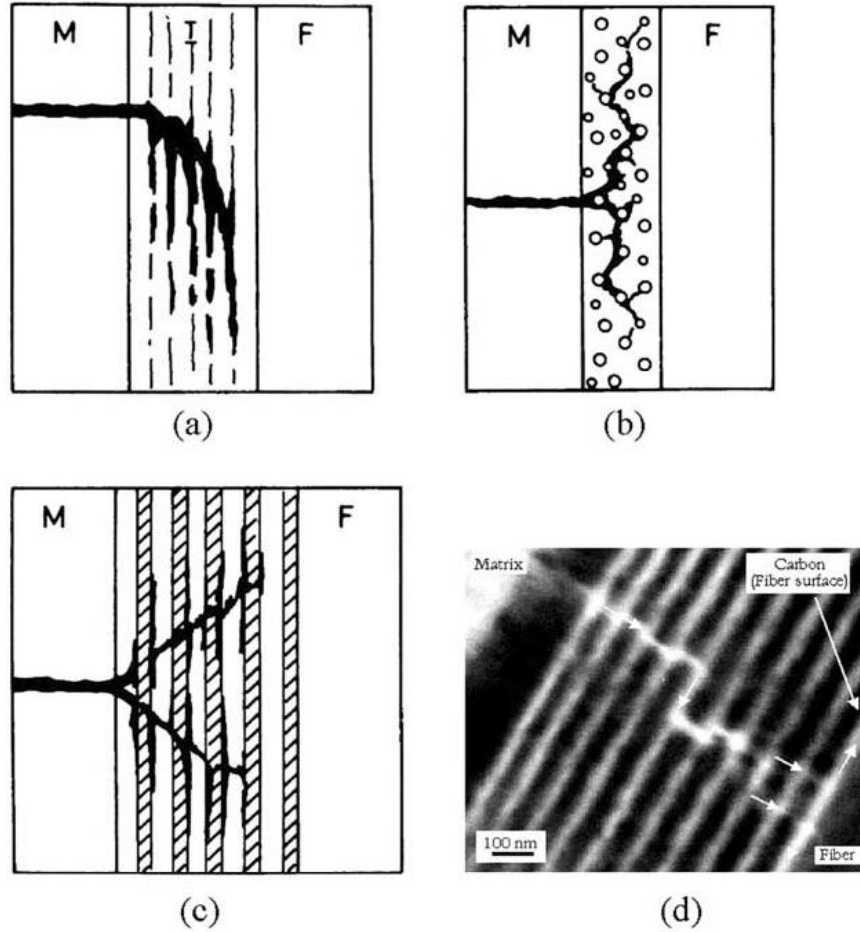 M
T
F
(a)
M
F
(b)
M
F
(c)
Matrix
Carbon
(Fiber surface)
100 nm
Fiber
(d)